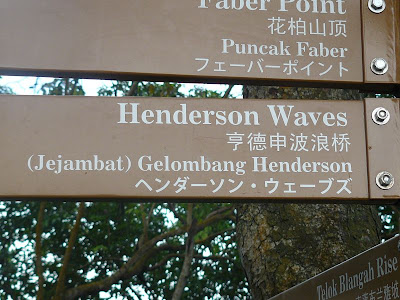 Faber Point
花柏山顶
Puncak Faber
フェーバーポイント
Henderson Waves
亨德申波浪桥
(Jejambat) Gelombang Henderson
ヘンダーソン・ウェーブズ
Telok Blangah Rise